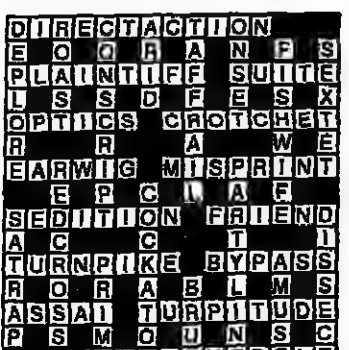 DIRECTACTION
E O O R A N F S
PLAINTIFF SUITE
L S S D F E S X
OPTICS CROTCHET
R R A W E
EARWIG MISPRINT
E P C L A F
SEDITION FRIEND
A C C T I
TURNPIKE BYPASS
R O R A B L M S
ASSAI TURPITUDE
P S M O U N S C